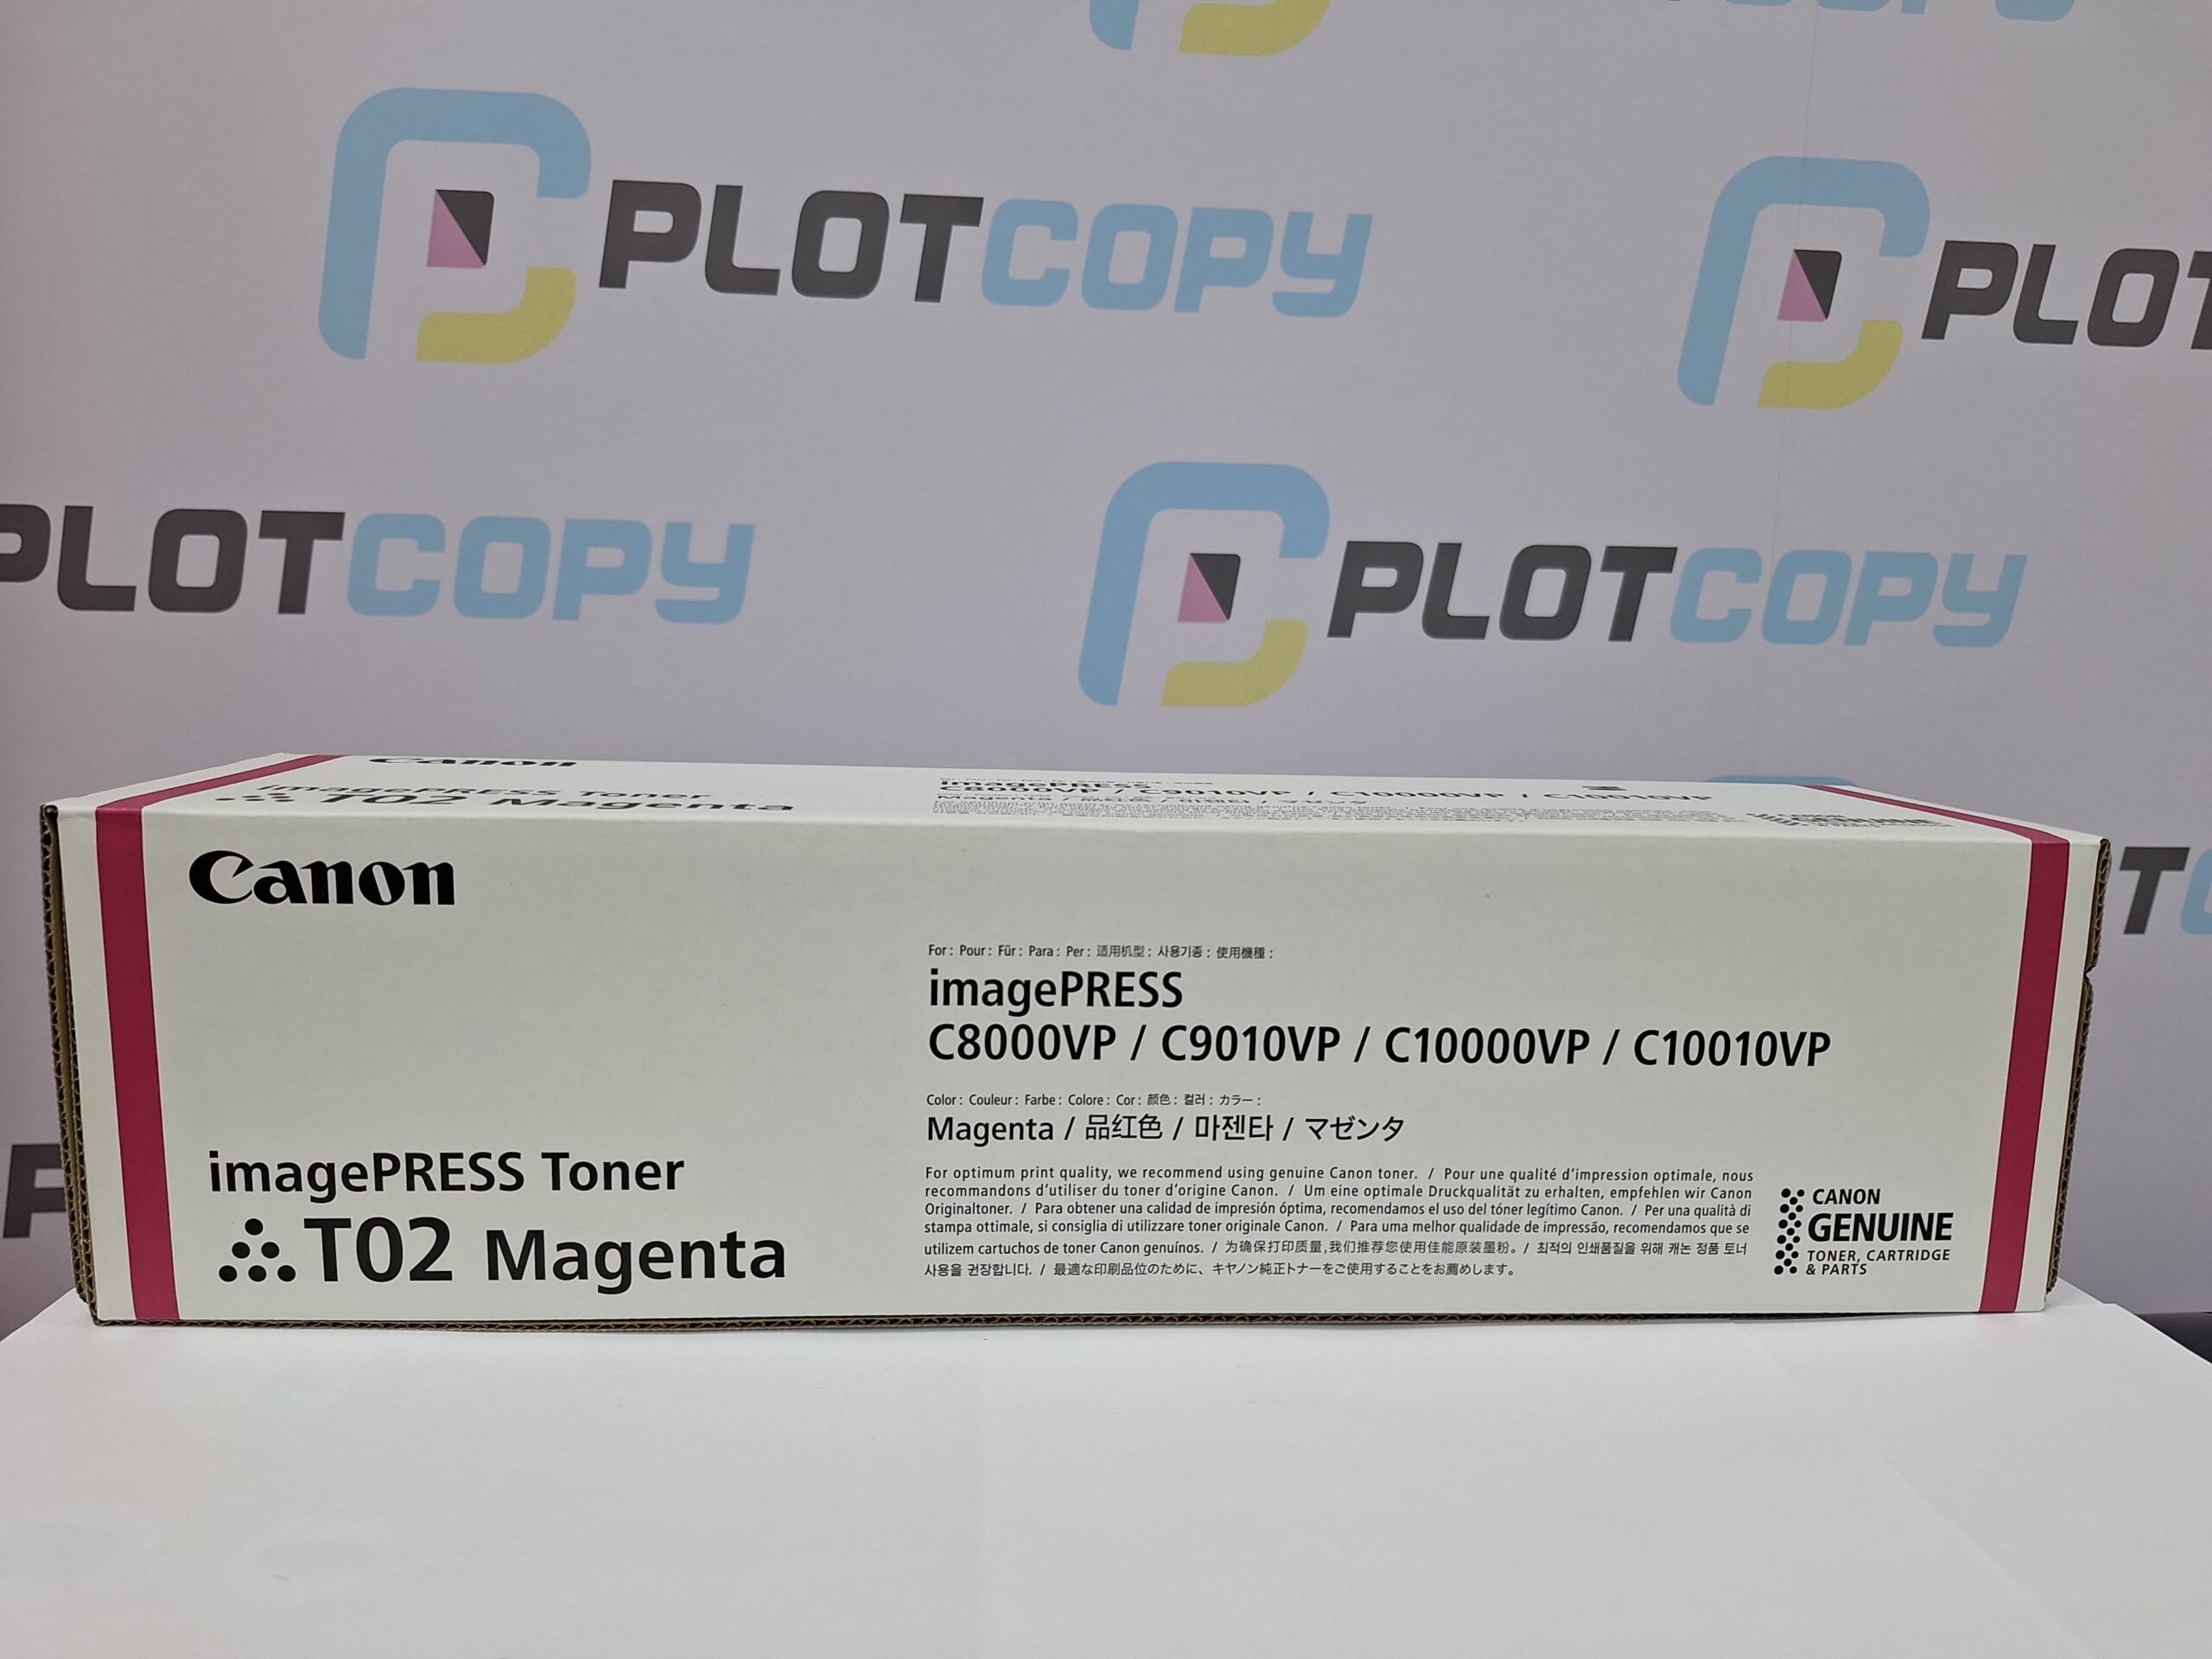 PLOTCOPY
PLOT
PLOTCOPY
PLOTCOPY
Canon
imagePRESS Toner
T02 Magenta
imagePRESS
C8000VP / C9010VP / C10000VP / C10010VP
GENUINE
Canon
For : Pour : Für : Para : Per : 适用机型 : 사용기종 : 使用機種 :
imagePRESS
C8000VP / C9010VP / C10000VP / C10010VP
Color : Couleur : Farbe : Colore : Cor : 颜色 : 컬러 : カラー :
Magenta / 品红色 / 마젠타 / マゼンタ
imagePRESS Toner
T02 Magenta
For optimum print quality, we recommend using genuine Canon toner. / Pour une qualité d'impression optimale, nous
recommandons d'utiliser du toner d'origine Canon. / Um eine optimale Druckqualität zu erhalten, empfehlen wir Canon
Originaltoner. / Para obtener una calidad de impresión óptima, recomendamos el uso del tóner legítimo Canon. / Per una qualità di
stampa ottimale, si consiglia di utilizzare toner originale Canon. / Para uma melhor qualidade de impressão, recomendamos que se
utilizem cartuchos de toner Canon genuínos. / 为确保打印质量,我们推荐您使用佳能原装墨粉。 / 최적의 인쇄품질을 위해 캐논 정품 토너
사용을 권장합니다. / 最適な印刷品位のために、キヤノン純正トナーをご使用することをお薦めします。
CANON
GENUINE
TONER, CARTRIDGE
& PARTS